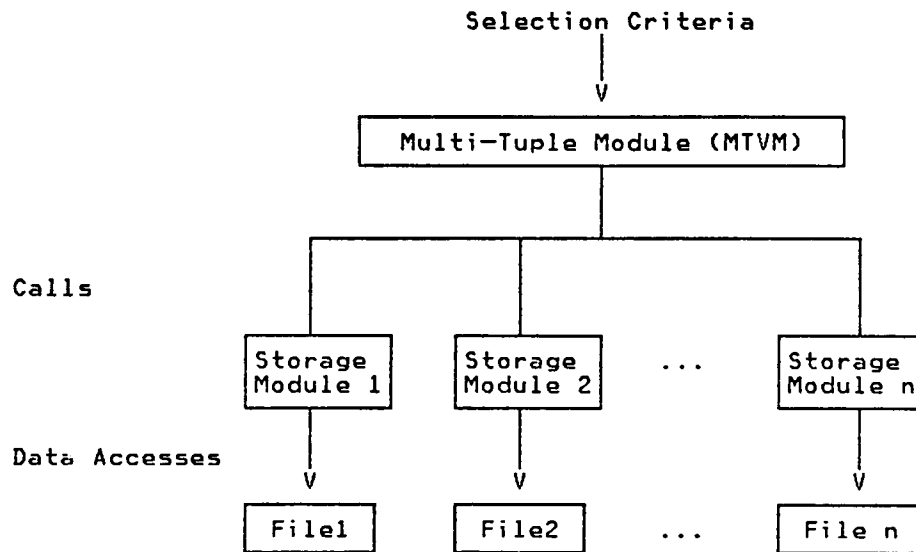 Selection Criteria
Multi-Tuple Module (MTVM)
Calls
Storage Module 1
Storage Module 2
...
Storage Module n
Data Accesses
File1
File2
...
File n